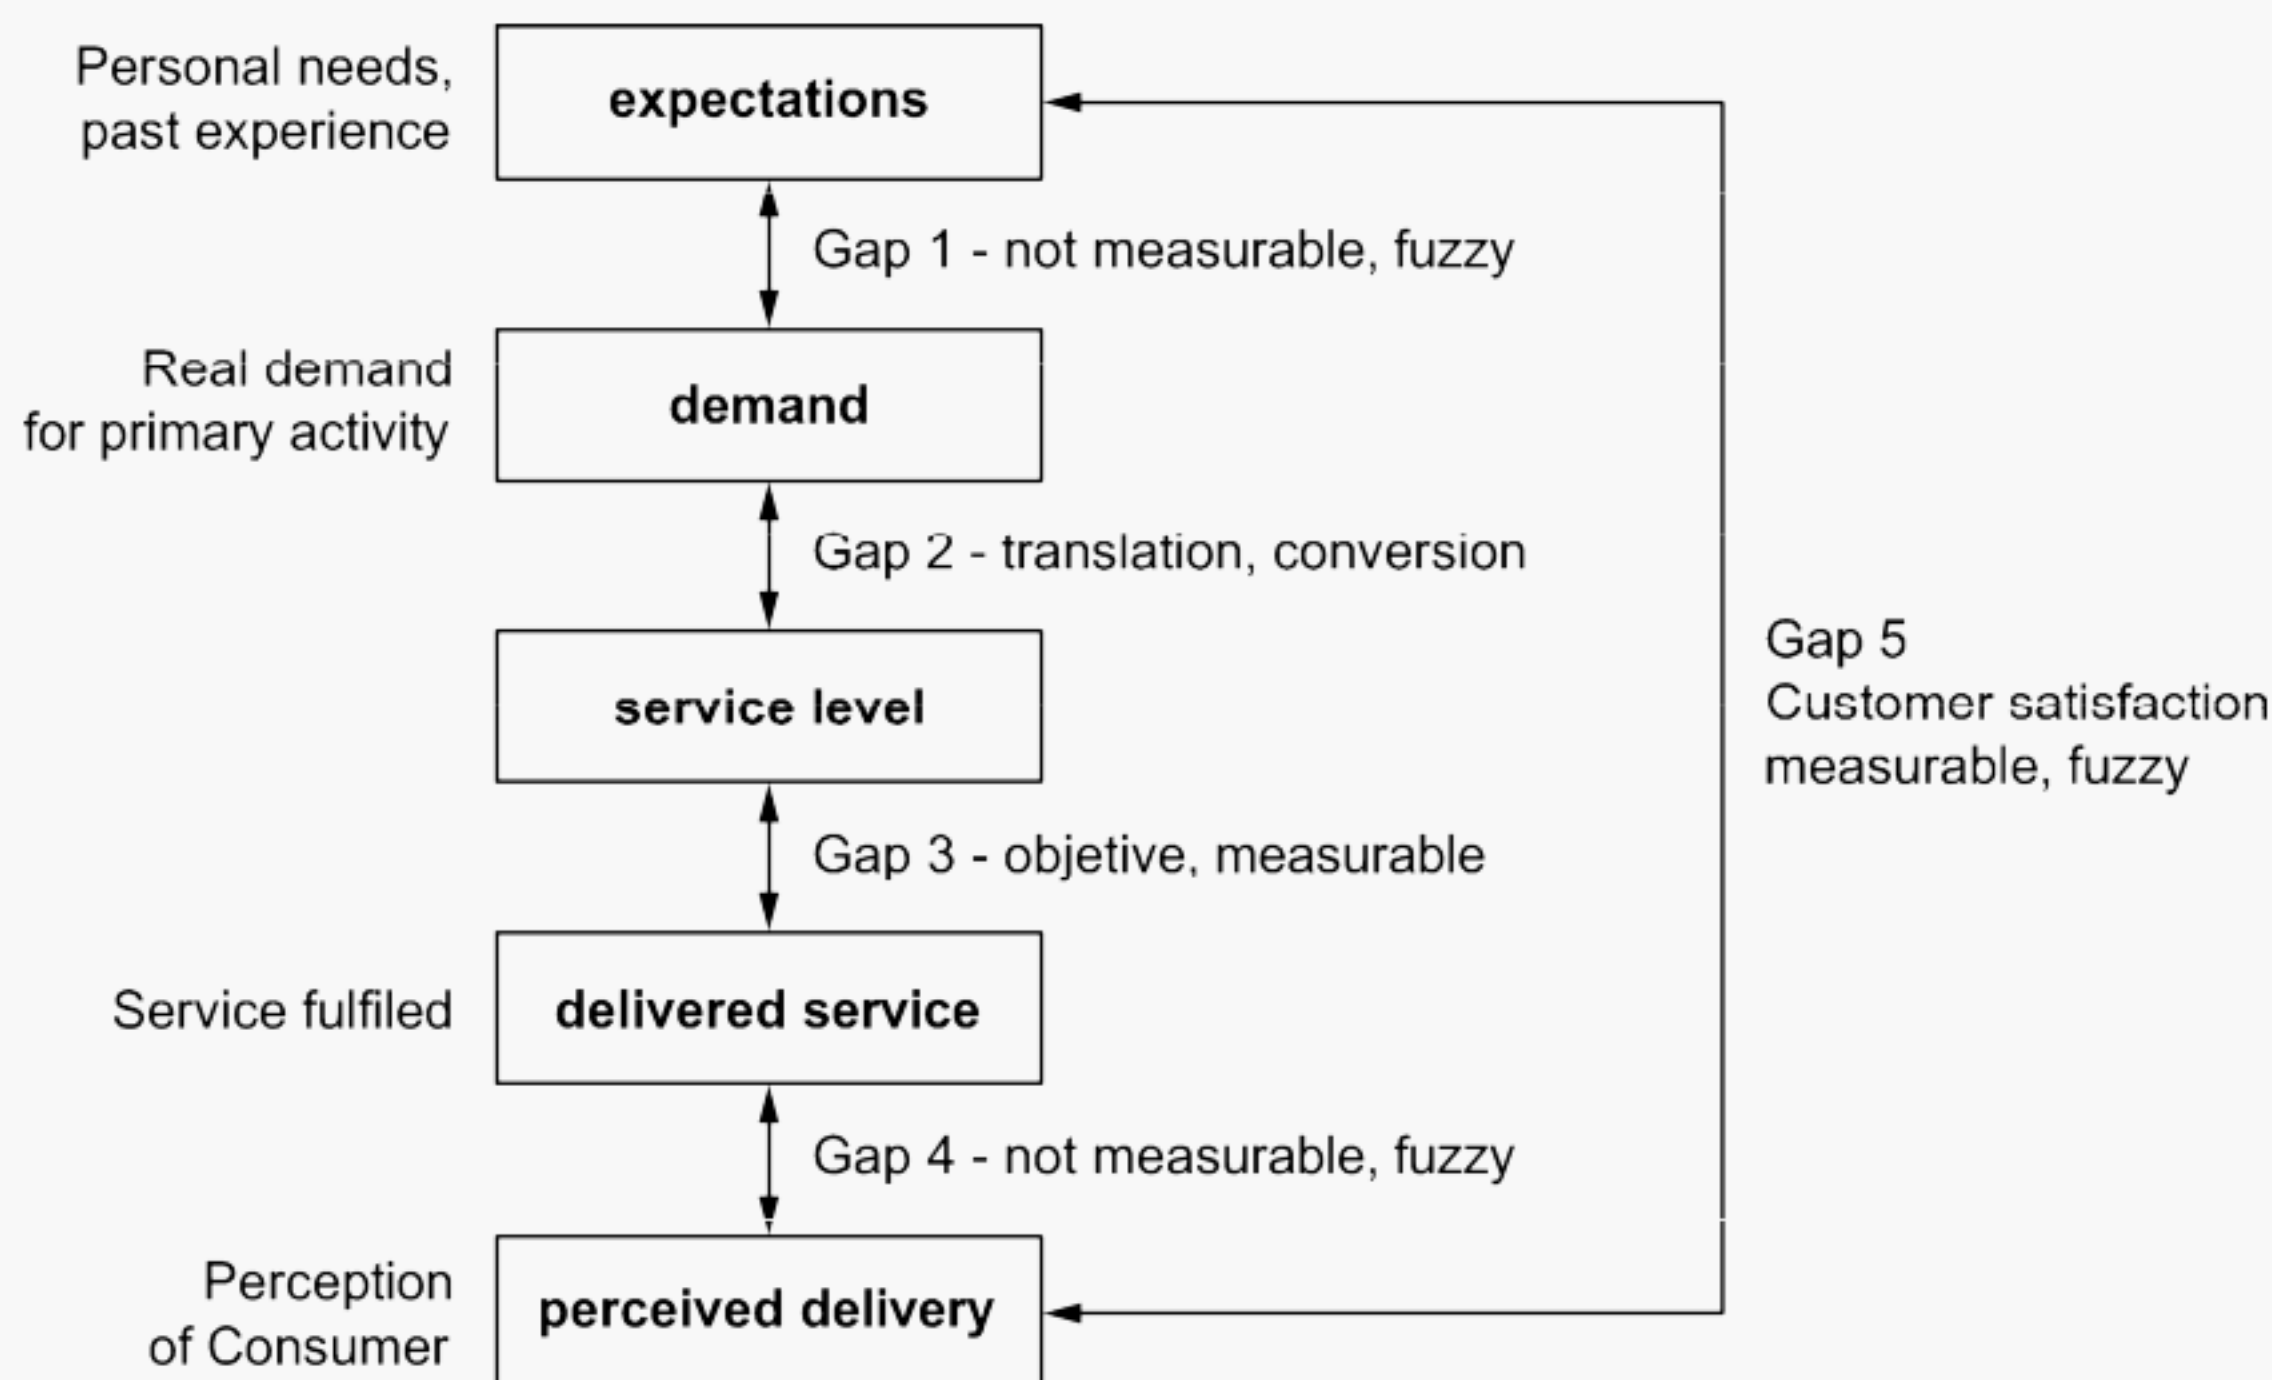 Personal needs,
past experience
expectations
Gap 1 - not measurable, fuzzy
Real demand
for primary activity
demand
Gap 2 - translation, conversion
service level
Gap 5
Customer satisfaction
measurable, fuzzy
Gap 3 - objetive, measurable
Service fulfiled
delivered service
Gap 4 - not measurable, fuzzy
Perception
of Consumer
perceived delivery